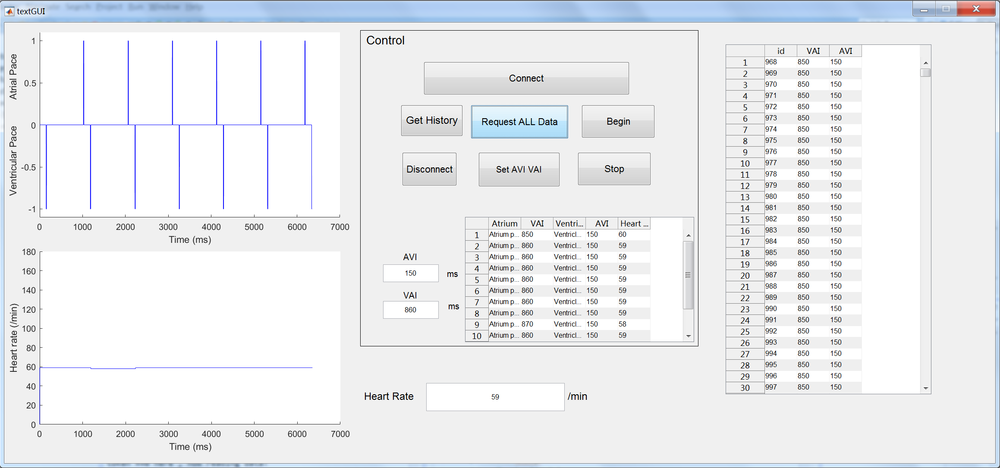 textGUI
1
0.5
0
-0.5
-1
Atrial Pace
Ventricular Pace
0 1000 2000 3000 4000 5000 6000 7000
Time (ms)
180
160
140
120
100
80
60
40
20
0
Heart rate (/min)
0 1000 2000 3000 4000 5000 6000 7000
Time (ms)
Control
Connect
Get History Request ALL Data Begin
Disconnect Set AVI VAI Stop
AVI
150 ms
VAI
860 ms
Atrium VAI Ventri... AVI Heart ...
1 Atrium p... 850 Ventricl... 150 60
2 Atrium p... 860 Ventricl... 150 59
3 Atrium p... 860 Ventricl... 150 59
4 Atrium p... 860 Ventricl... 150 59
5 Atrium p... 860 Ventricl... 150 59
6 Atrium p... 860 Ventricl... 150 59
7 Atrium p... 860 Ventricl... 150 59
8 Atrium p... 860 Ventricl... 150 59
9 Atrium p... 870 Ventricl... 150 58
10 Atrium p... 860 Ventricl... 150 59
Heart Rate 59 /min
id VAI AVI
1 968 850 150
2 969 850 150
3 970 850 150
4 971 850 150
5 972 850 150
6 973 850 150
7 974 850 150
8 975 850 150
9 976 850 150
10 977 850 150
11 978 850 150
12 979 850 150
13 980 850 150
14 981 850 150
15 982 850 150
16 983 850 150
17 984 850 150
18 985 850 150
19 986 850 150
20 987 850 150
21 988 850 150
22 989 850 150
23 990 850 150
24 991 850 150
25 992 850 150
26 993 850 150
27 994 850 150
28 995 850 150
29 996 850 150
30 997 850 150